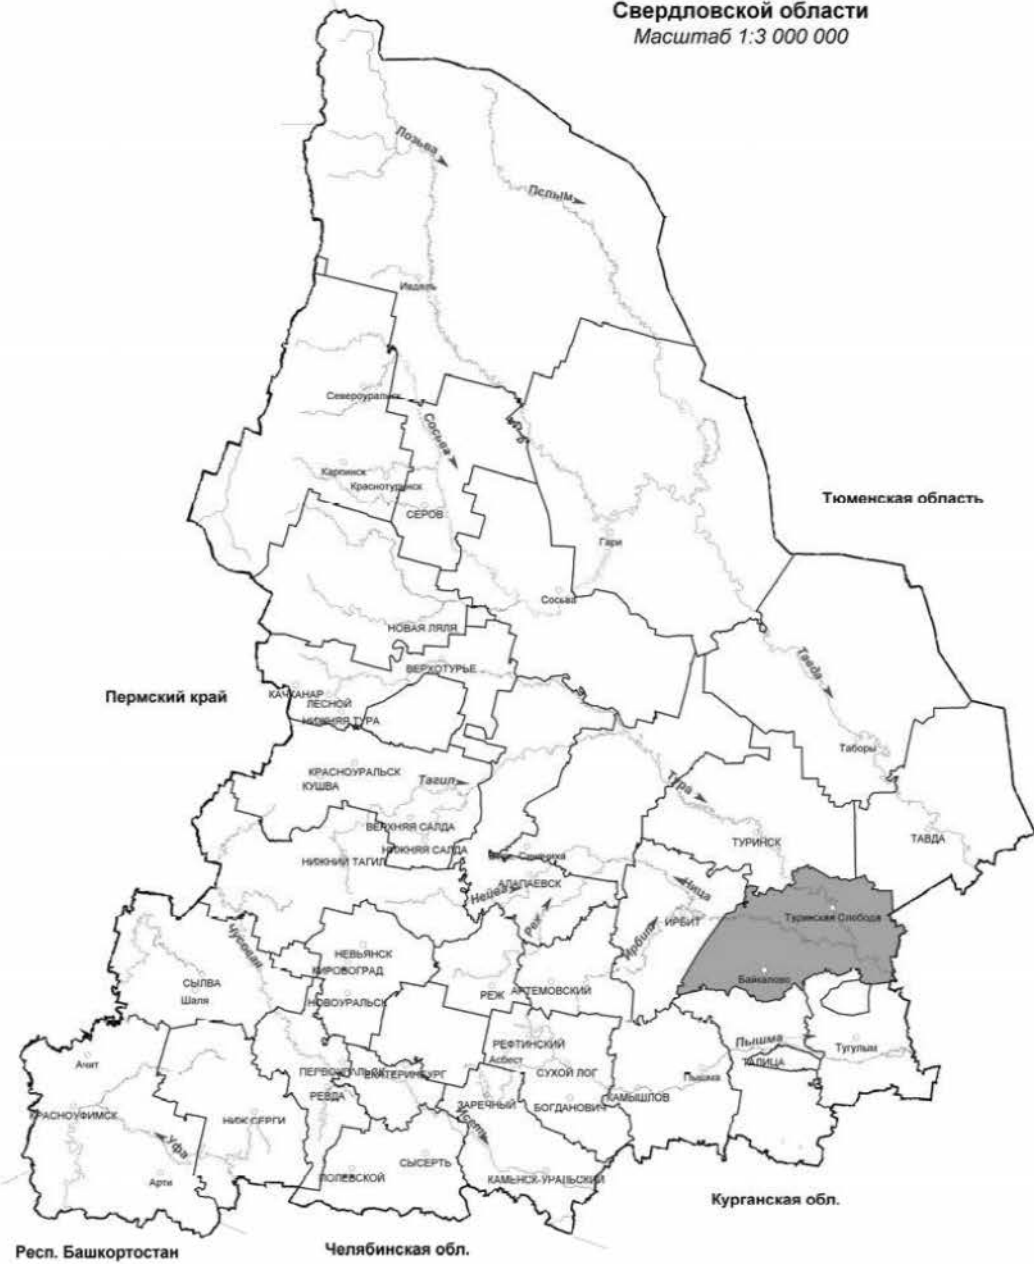 Свердловской области
Масштаб 1:3 000 000
Лозьва
Пелым
Ивдель
Североуральск
Сосьва
Карпинск
Краснотурьинск
Тюменская область
СЕРОВ
Гари
Сосьва
НОВАЯ ЛЯЛЯ
ВЕРХОТУРЬЕ
Тавда
Пермский край
КАЧКАНАР
ЛЕСНОЙ
НИЖНЯЯ ТУРА
Таборы
КРАСНОУРАЛЬСК
Тагил
КУШВА
Тура
ВЕРХНЯЯ САЛДА
ТУРИНСК
ТАВДА
НИЖНЯЯ САЛДА
НИЖНИЙ ТАГИЛ
АЛАПАЕВСК
Нейва
Ница
Реж
ИРБИТ
Туринская Слобода
Ирбит
Чусовая
НЕВЬЯНСК
КИРОВОГРАД
СЫЛВА
Байкалово
Шаля
НОВОУРАЛЬСК
РЕЖ
АРТЕМОВСКИЙ
РЕФТИНСКИЙ
Пышма
Тугулым
Асбест
Ачит
ТАЛИЦА
ПЕРВОУРАЛЬСК
ЕКАТЕРИНБУРГ
СУХОЙ ЛОГ
Пышма
РЕВДА
ЗАРЕЧНЫЙ
БОГДАНОВИЧ
КАМЫШЛОВ
КРАСНОУФИМСК
НИЖ.СЕРГИ
Исеть
Уфа
СЫСЕРТЬ
Арти
ПОЛЕВСКОЙ
КАМЕНСК-УРАЛЬСКИЙ
Курганская обл.
Респ. Башкортостан
Челябинская обл.